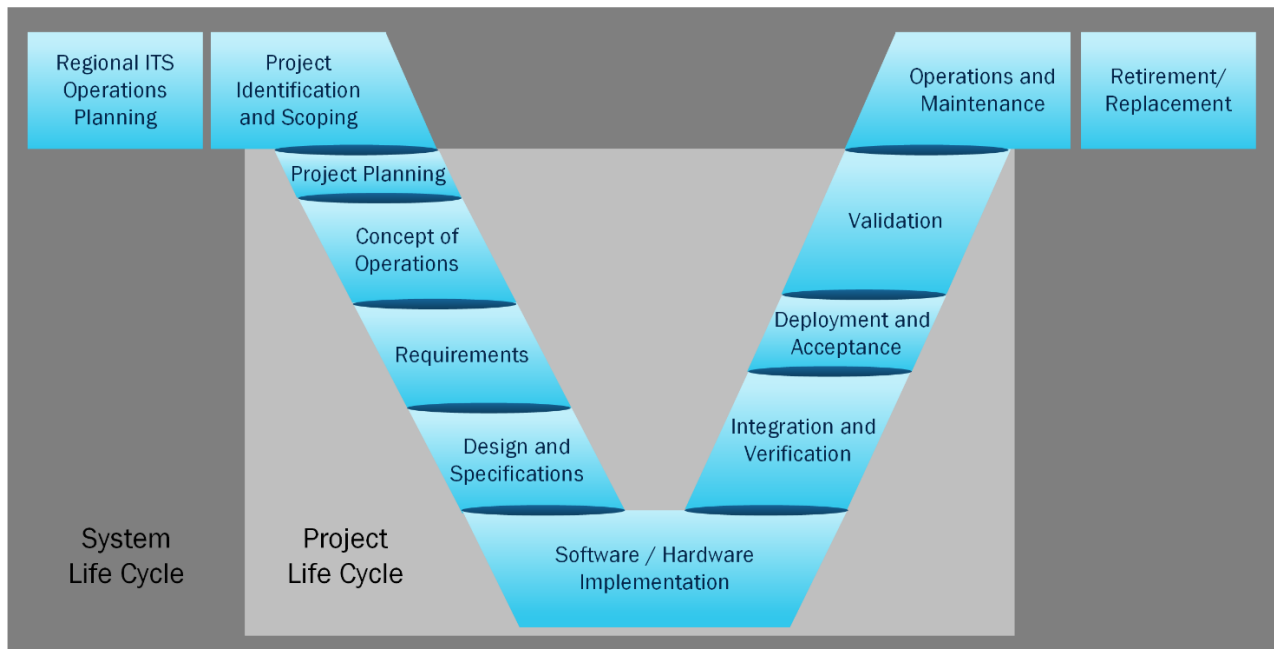 Regional ITS
Operations
Planning
Project
Identification
and Scoping
Project Planning
Concept of
Operations
Requirements
Design and
Specifications
Software / Hardware
Implementation
Integration and
Verification
Deployment and
Acceptance
Validation
Operations and
Maintenance
Retirement/
Replacement
System
Life Cycle
Project
Life Cycle